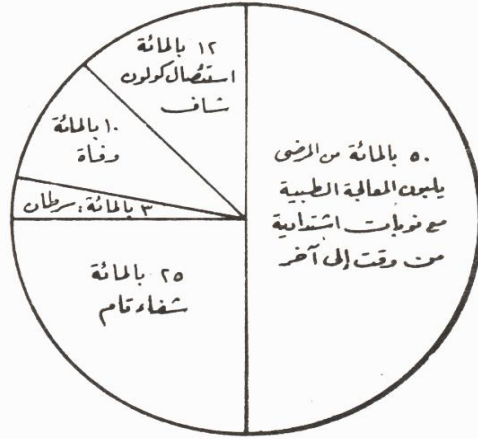 ١٢ بالمائة
استئصال كولون
شاف
١٠ بالمائة
وفاة
٣ بالمائة: سرطان
٢٥ بالمائة
شفاء تام
٥٠ بالمائة من المرضى
يلبون المعالجة الطبية
مع نوبات اشتدادية
من وقت إلى آخر